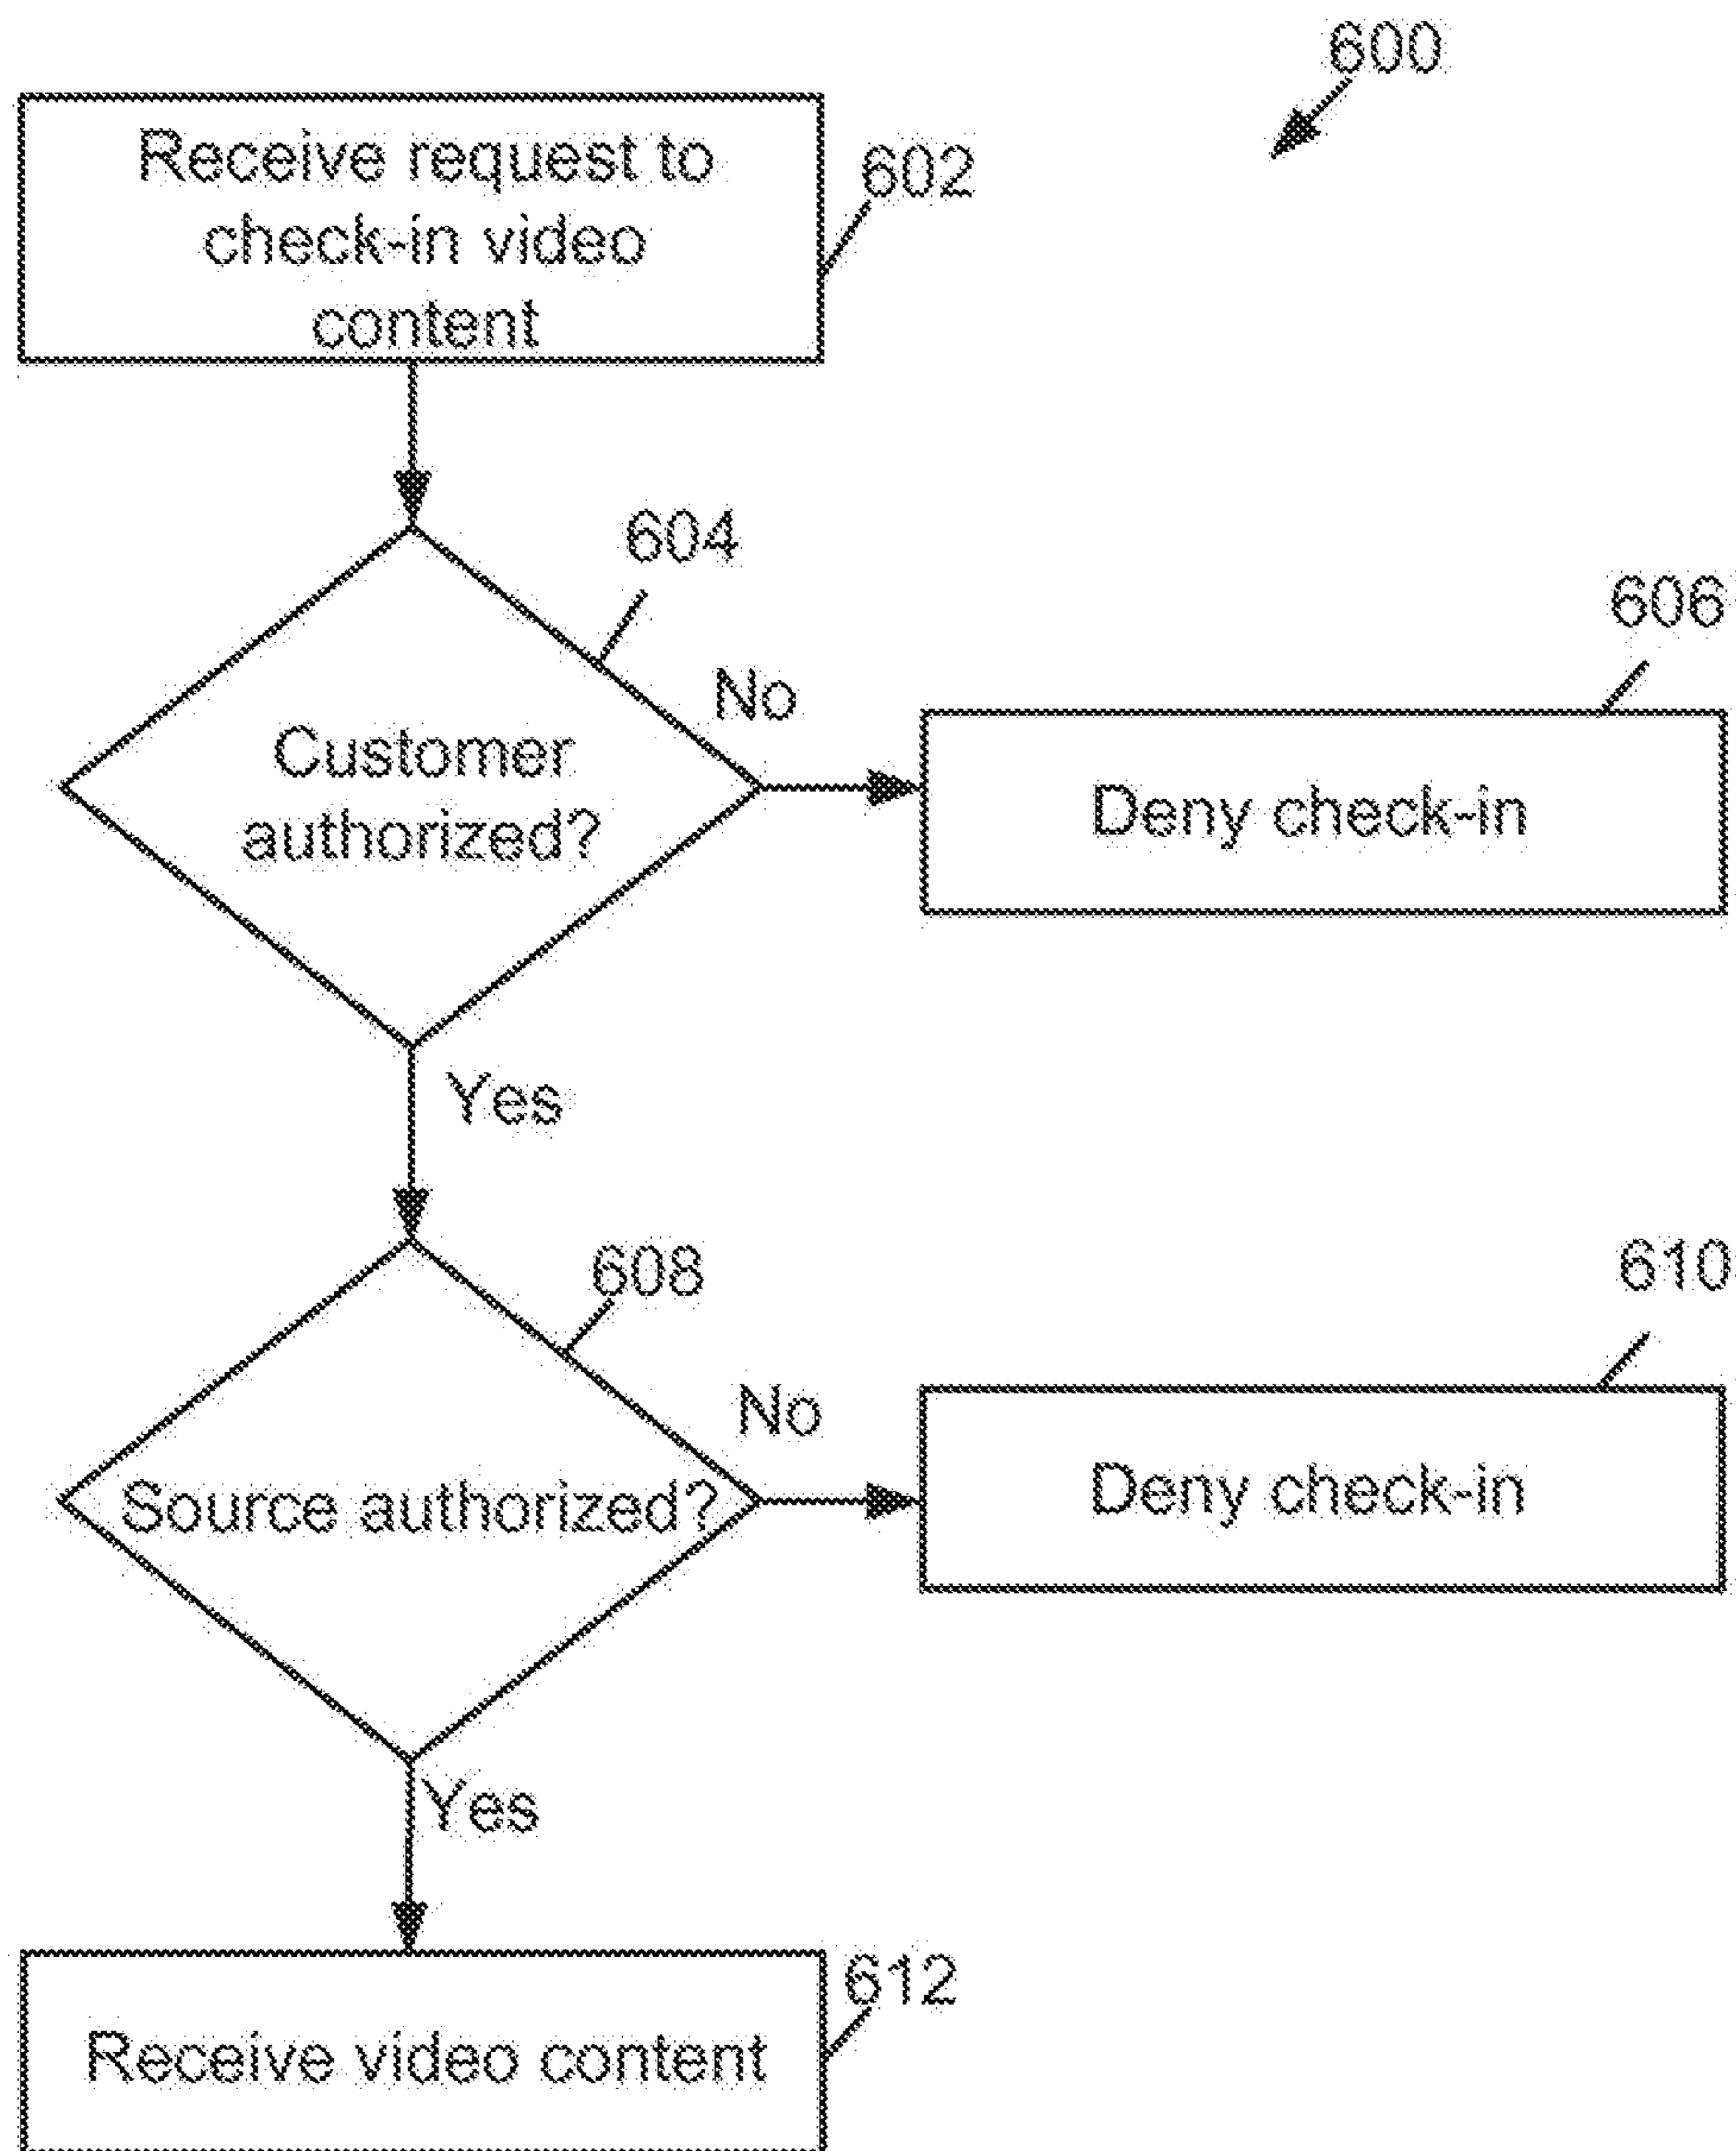 600
Receive request to
check-in video
content
602
604
Customer
authorized?
No
606
Deny check-in
Yes
608
Source authorized?
No
610
Deny check-in
Yes
612
Receive video content